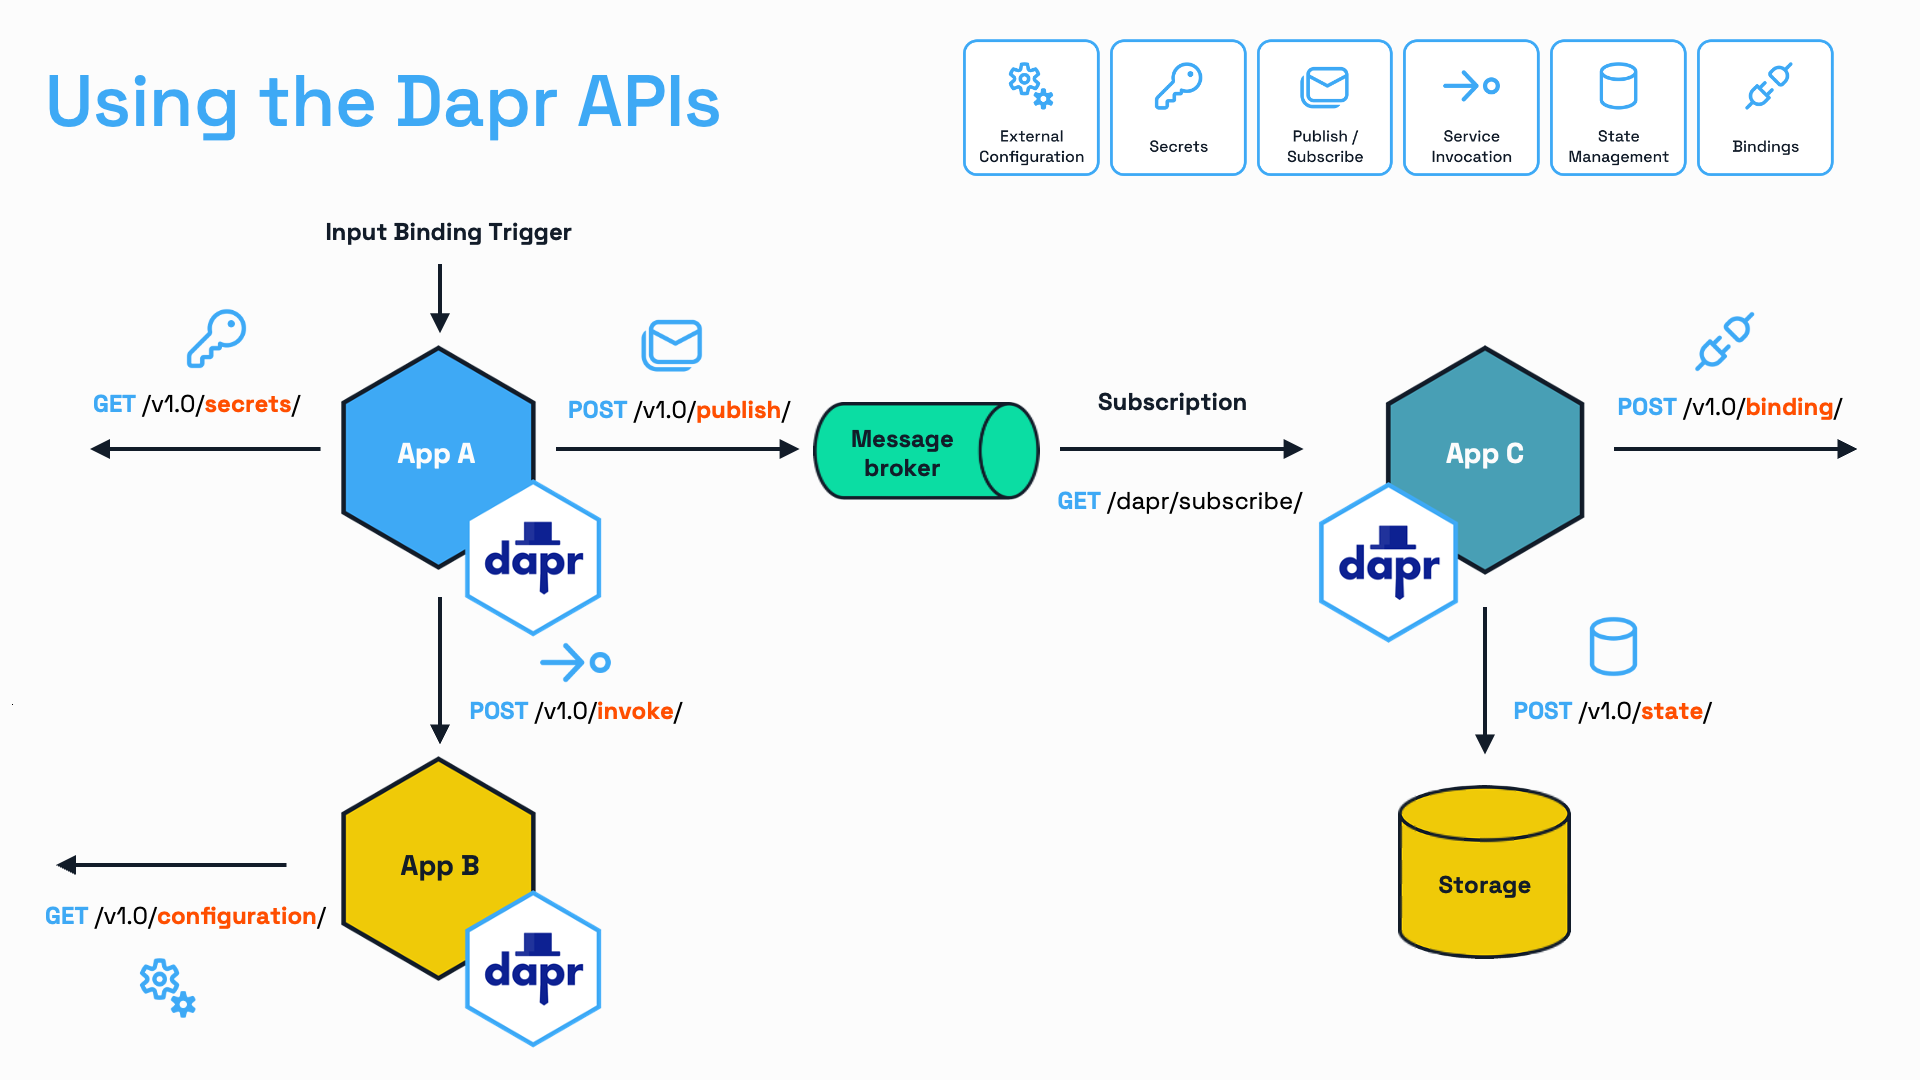 Using the Dapr APIs
External
Configuration
Secrets
Publish /
Subscribe
Service
Invocation
State
Management
Bindings
Input Binding Trigger
GET /v1.0/secrets/
App A
dapr
POST /v1.0/publish/
Message
broker
Subscription
GET /dapr/subscribe/
App C
dapr
POST /v1.0/binding/
POST /v1.0/invoke/
POST /v1.0/state/
App B
dapr
GET /v1.0/configuration/
Storage